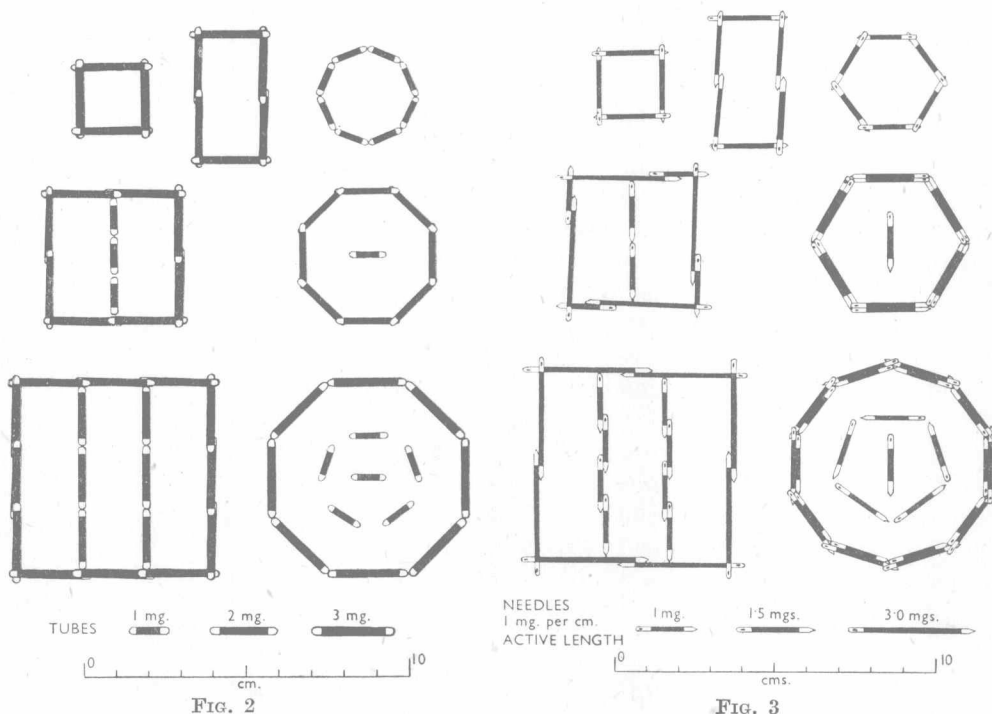 TUBES
1 mg.
2 mg.
3 mg.
0
10
cm.
FIG. 2
NEEDLES
1 mg. per cm.
ACTIVE LENGTH
1 mg.
1·5 mgs.
3·0 mgs.
0
10
cms.
FIG. 3